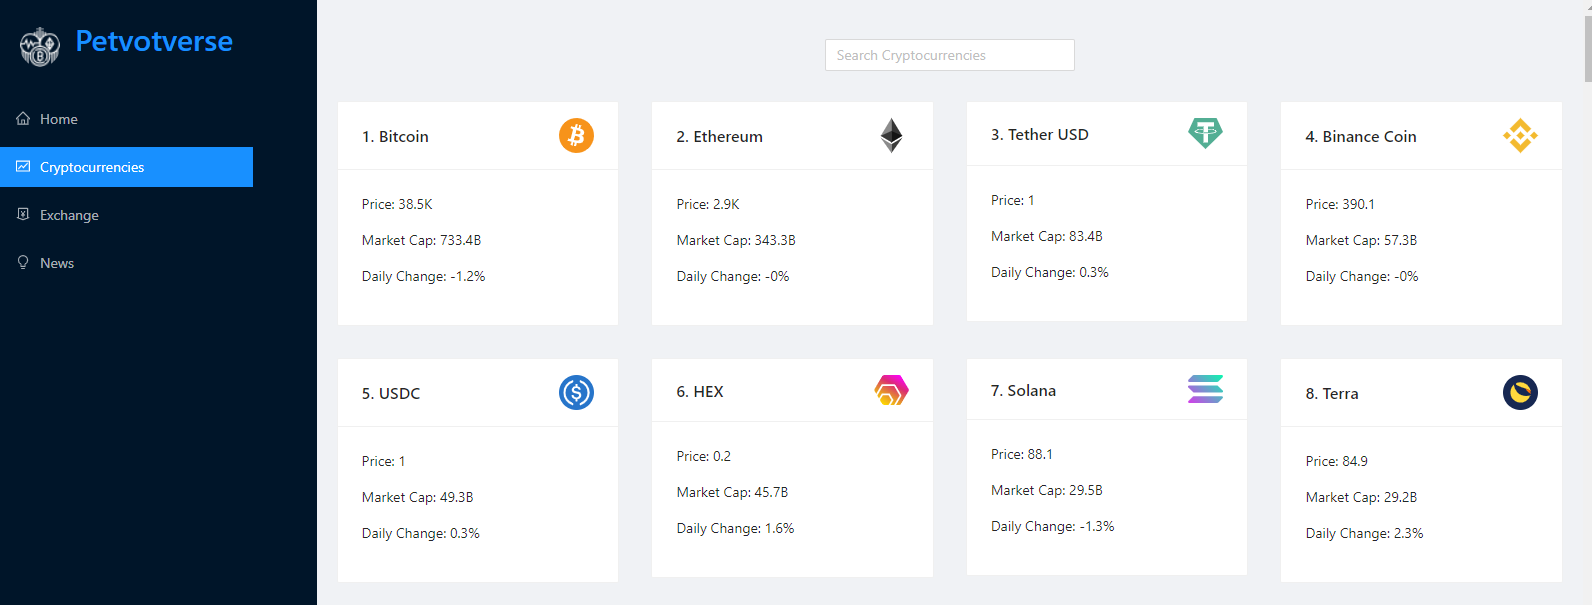 Petvotverse
Home
Cryptocurrencies
Exchange
News
Search Cryptocurrencies
1. Bitcoin
Price: 38.5K
Market Cap: 733.4B
Daily Change: -1.2%
2. Ethereum
Price: 2.9K
Market Cap: 343.3B
Daily Change: -0%
3. Tether USD
Price: 1
Market Cap: 83.4B
Daily Change: 0.3%
4. Binance Coin
Price: 390.1
Market Cap: 57.3B
Daily Change: -0%
5. USDC
Price: 1
Market Cap: 49.3B
Daily Change: 0.3%
6. HEX
Price: 0.2
Market Cap: 45.7B
Daily Change: 1.6%
7. Solana
Price: 88.1
Market Cap: 29.5B
Daily Change: -1.3%
8. Terra
Price: 84.9
Market Cap: 29.2B
Daily Change: 2.3%